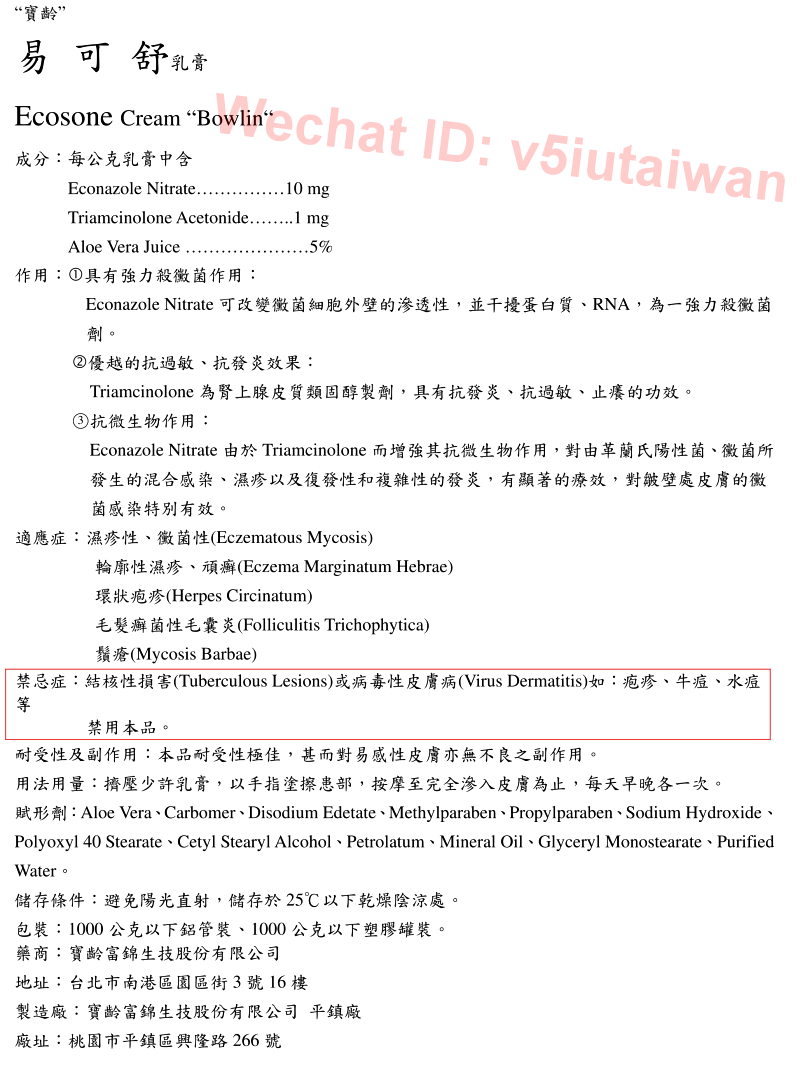 “寶齡”
易 可 舒乳膏
Ecosone Cream “Bowlin“
Wechat ID: v5iutaiwan
成分：每公克乳膏中含
Econazole Nitrate……………10 mg
Triamcinolone Acetonide……..1 mg
Aloe Vera Juice …………………5%
作用：①具有強力殺黴菌作用：
Econazole Nitrate 可改變黴菌細胞外壁的滲透性，並干擾蛋白質、RNA，為一強力殺黴菌
劑。
②優越的抗過敏、抗發炎效果：
Triamcinolone 為腎上腺皮質類固醇製劑，具有抗發炎、抗過敏、止癢的功效。
③抗微生物作用：
Econazole Nitrate 由於 Triamcinolone 而增強其抗微生物作用，對由革蘭氏陽性菌、黴菌所
發生的混合感染、濕疹以及復發性和複雜性的發炎，有顯著的療效，對皺壁處皮膚的黴
菌感染特別有效。
適應症：濕疹性、黴菌性(Eczematous Mycosis)
輪廓性濕疹、頑癬(Eczema Marginatum Hebrae)
環狀疱疹(Herpes Circinatum)
毛髮癬菌性毛囊炎(Folliculitis Trichophytica)
鬚瘡(Mycosis Barbae)
禁忌症：結核性損害(Tuberculous Lesions)或病毒性皮膚病(Virus Dermatitis)如：疱疹、牛痘、水痘
等
禁用本品。
耐受性及副作用：本品耐受性極佳，甚而對易感性皮膚亦無不良之副作用。
用法用量：擠壓少許乳膏，以手指塗擦患部，按摩至完全滲入皮膚為止，每天早晚各一次。
賦形劑：Aloe Vera、Carbomer、Disodium Edetate、Methylparaben、Propylparaben、Sodium Hydroxide、
Polyoxyl 40 Stearate、Cetyl Stearyl Alcohol、Petrolatum、Mineral Oil、Glyceryl Monostearate、Purified
Water。
儲存條件：避免陽光直射，儲存於 25℃以下乾燥陰涼處。
包裝：1000 公克以下鋁管裝、1000 公克以下塑膠罐裝。
藥商：寶齡富錦生技股份有限公司
地址：台北市南港區園區街 3 號 16 樓
製造廠：寶齡富錦生技股份有限公司 平鎮廠
廠址：桃園市平鎮區興隆路 266 號